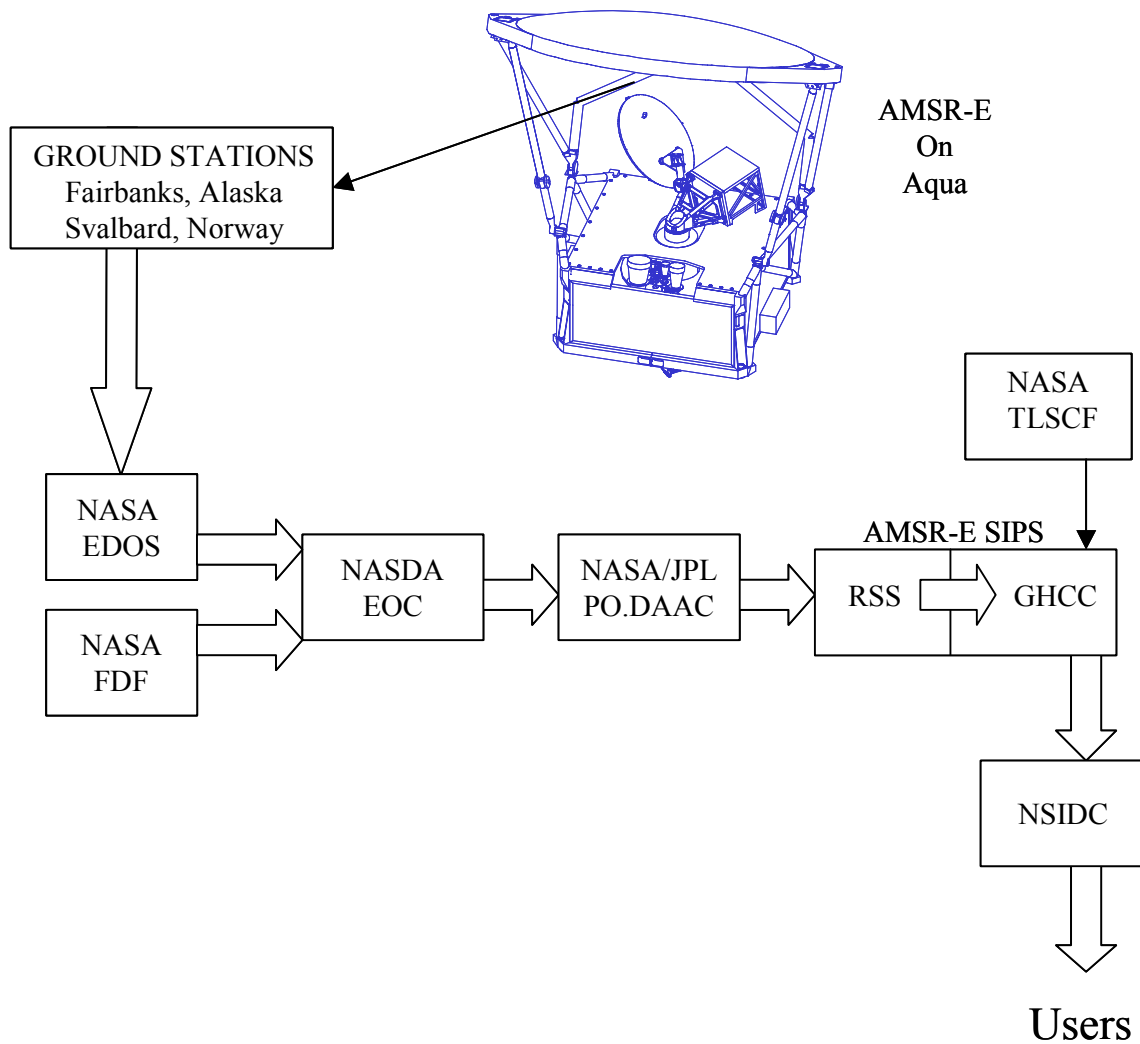 AMSR-E
On
Aqua
GROUND STATIONS
Fairbanks, Alaska
Svalbard, Norway
NASA
TLSCF
NASA
EDOS
NASA
FDF
NASDA
EOC
NASA/JPL
PO.DAAC
AMSR-E SIPS
RSS
GHCC
NSIDC
Users